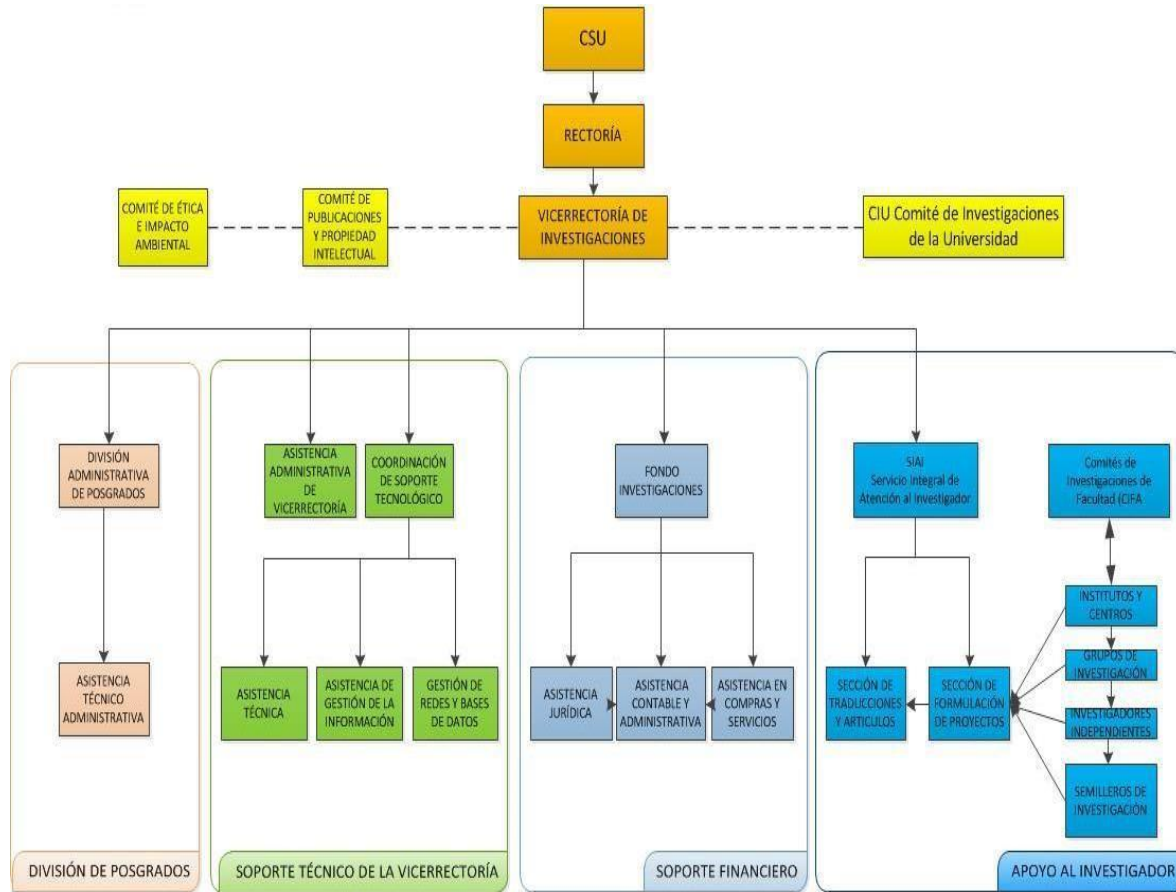 CSU
RECTORÍA
COMITÉ DE ÉTICA
E IMPACTO
AMBIENTAL
COMITÉ DE
PUBLICACIONES
Y PROPIEDAD
INTELECTUAL
VICERRECTORÍA DE
INVESTIGACIONES
CIU Comité de Investigaciones
de la Universidad
DIVISIÓN
ADMINISTRATIVA
DE POSGRADOS
ASISTENCIA
ADMINISTRATIVA
DE
VICERRECTORÍA
COORDINACIÓN
DE SOPORTE
TECNOLÓGICO
FONDO
INVESTIGACIONES
SIAI
Servicio Integral de
Atención al Investigador
Comités de
Investigaciones de
Facultad (CIFA
INSTITUTOS Y
CENTROS
GRUPOS DE
INVESTIGACIÓN
INVESTIGADORES
INDEPENDIENTES
SEMILLEROS DE
INVESTIGACIÓN
ASISTENCIA
TÉCNICO
ADMINISTRATIVA
ASISTENCIA
TÉCNICA
ASISTENCIA DE
GESTIÓN DE LA
INFORMACIÓN
GESTIÓN DE
REDES Y BASES
DE DATOS
ASISTENCIA
JURÍDICA
ASISTENCIA
CONTABLE Y
ADMINISTRATIVA
ASISTENCIA EN
COMPRAS Y
SERVICIOS
SECCIÓN DE
TRADUCCIONES
Y ARTICULOS
SECCIÓN DE
FORMULACIÓN
DE PROYECTOS
DIVISIÓN DE POSGRADOS
SOPORTE TÉCNICO DE LA VICERRECTORÍA
SOPORTE FINANCIERO
APOYO AL INVESTIGADOR